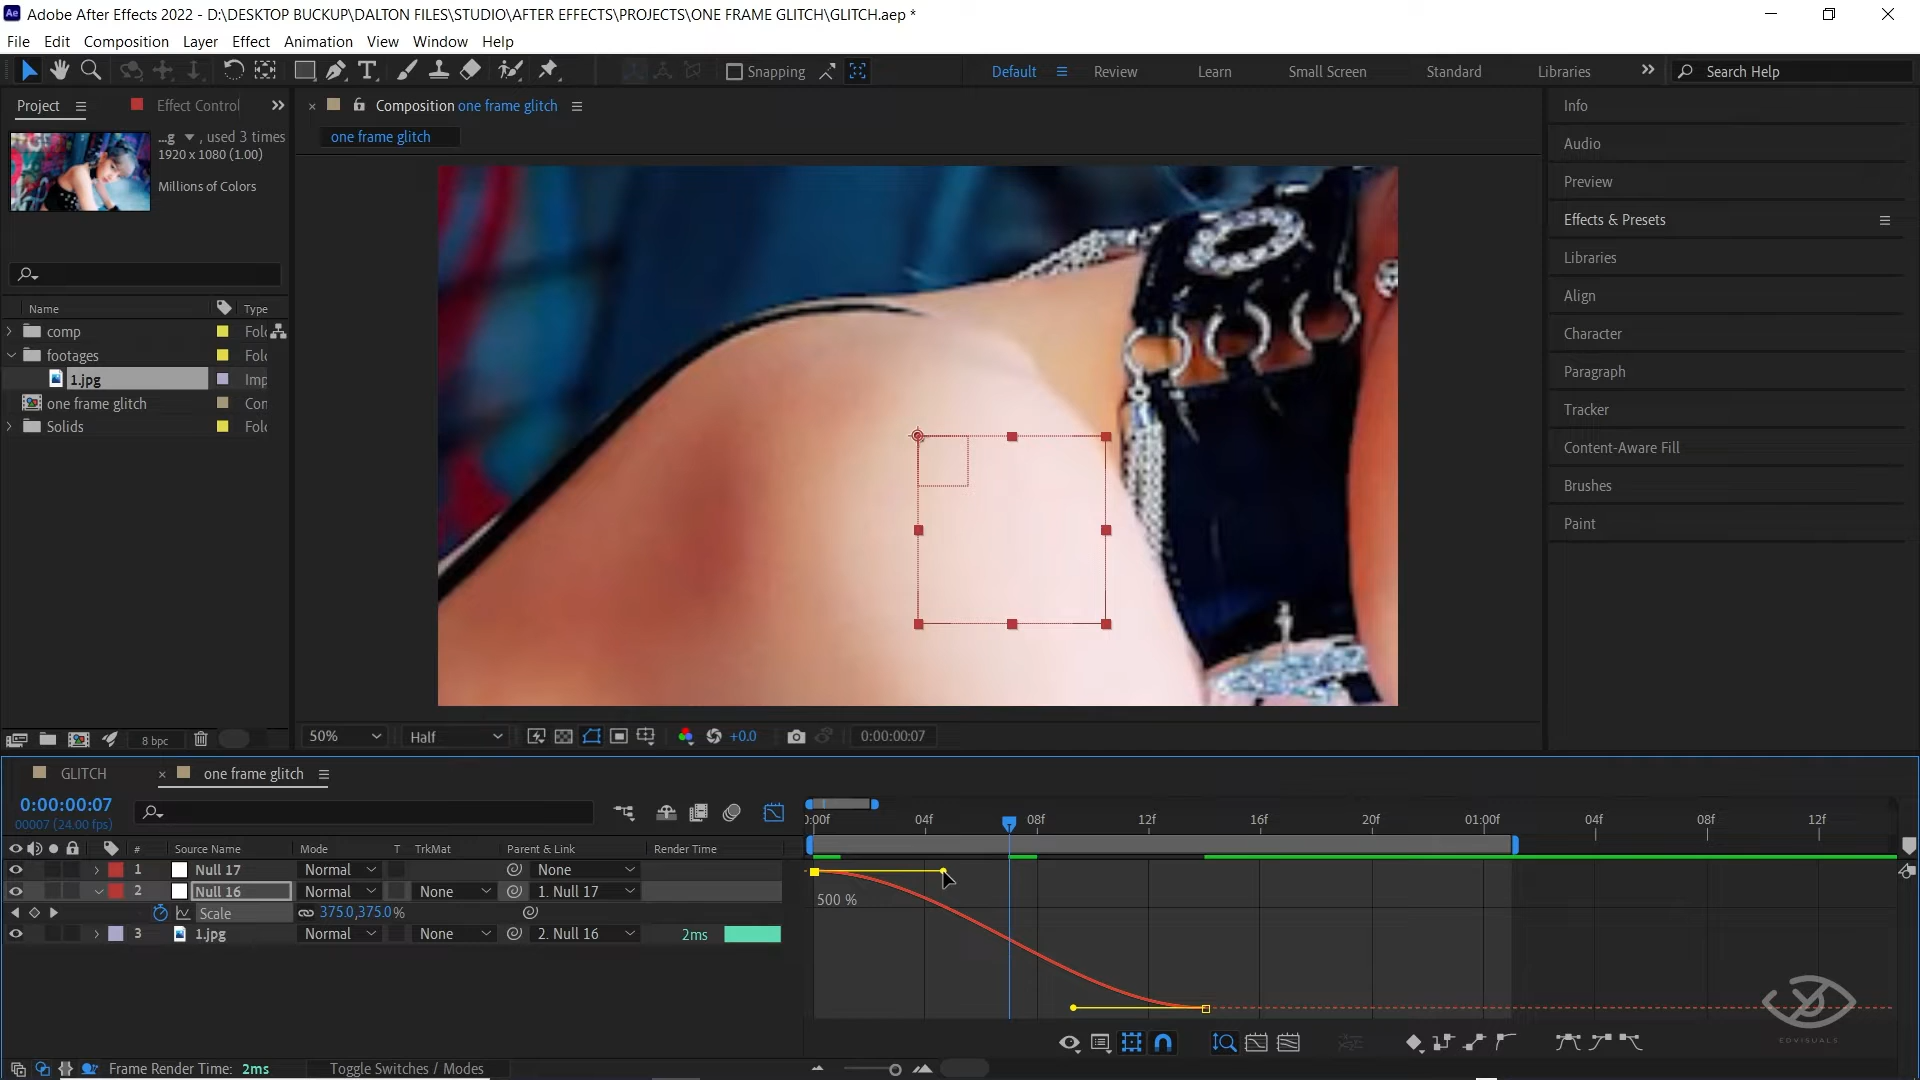 Adobe After Effects 2022 - D:\DESKTOP BUCKUP\DALTON FILES\STUDIO\AFTER EFFECTS\PROJECTS\ONE FRAME GLITCH\GLITCH.aep *
File Edit Composition Layer Effect Animation View Window Help
Snapping Default Review Learn Small Screen Standard Libraries Search Help
Project Effect Control
Composition one frame glitch
one frame glitch
...g , used 3 times
1920 x 1080 (1.00)
Millions of Colors
Name Type
comp
footages
1.jpg
one frame glitch
Solids
8 bpc
50% Half +0.0 0:00:00:07
Info
Audio
Preview
Effects & Presets
Libraries
Align
Character
Paragraph
Tracker
Content-Aware Fill
Brushes
Paint
GLITCH one frame glitch
0:00:00:07
00007 (24.00 fps)
# Source Name Mode T TrkMat Parent & Link Render Time
1 Null 17 Normal None
2 Null 16 Normal None 1. Null 17
Scale 375.0,375.0%
3 1.jpg Normal None 2. Null 16 2ms
):00f 04f 08f 12f 16f 20f 01:00f 04f 08f 12f
500 %
EDVISUALS
Frame Render Time: 2ms Toggle Switches / Modes